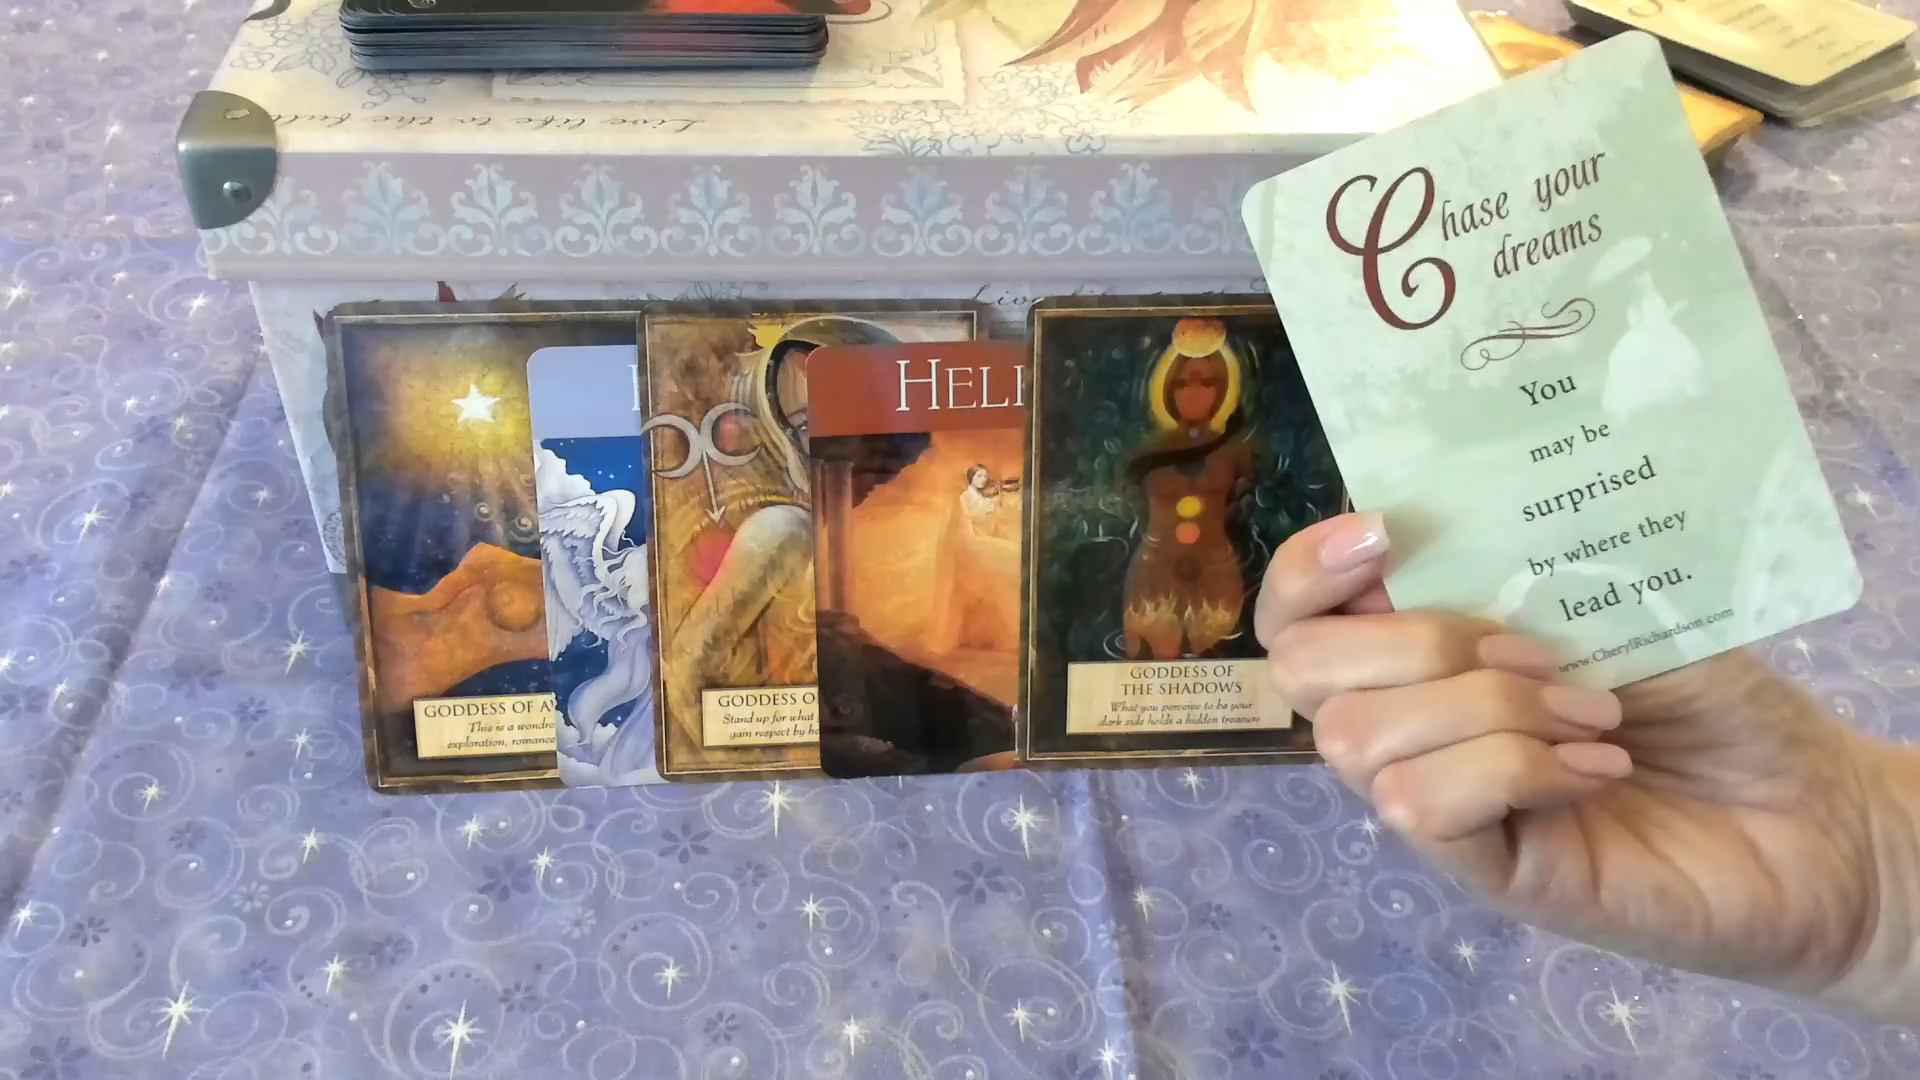 Live life to the full
Live
HEL
GODDESS OF
This is a wondro
exploration, romance
GODDESS O
Stand up for what
gain respect by
GODDESS OF
THE SHADOWS
What you perceive to be your
dark side holds a hidden treasure
Chase your
dreams
You
may be
surprised
by where they
lead you.
www.CherylRichardson.com